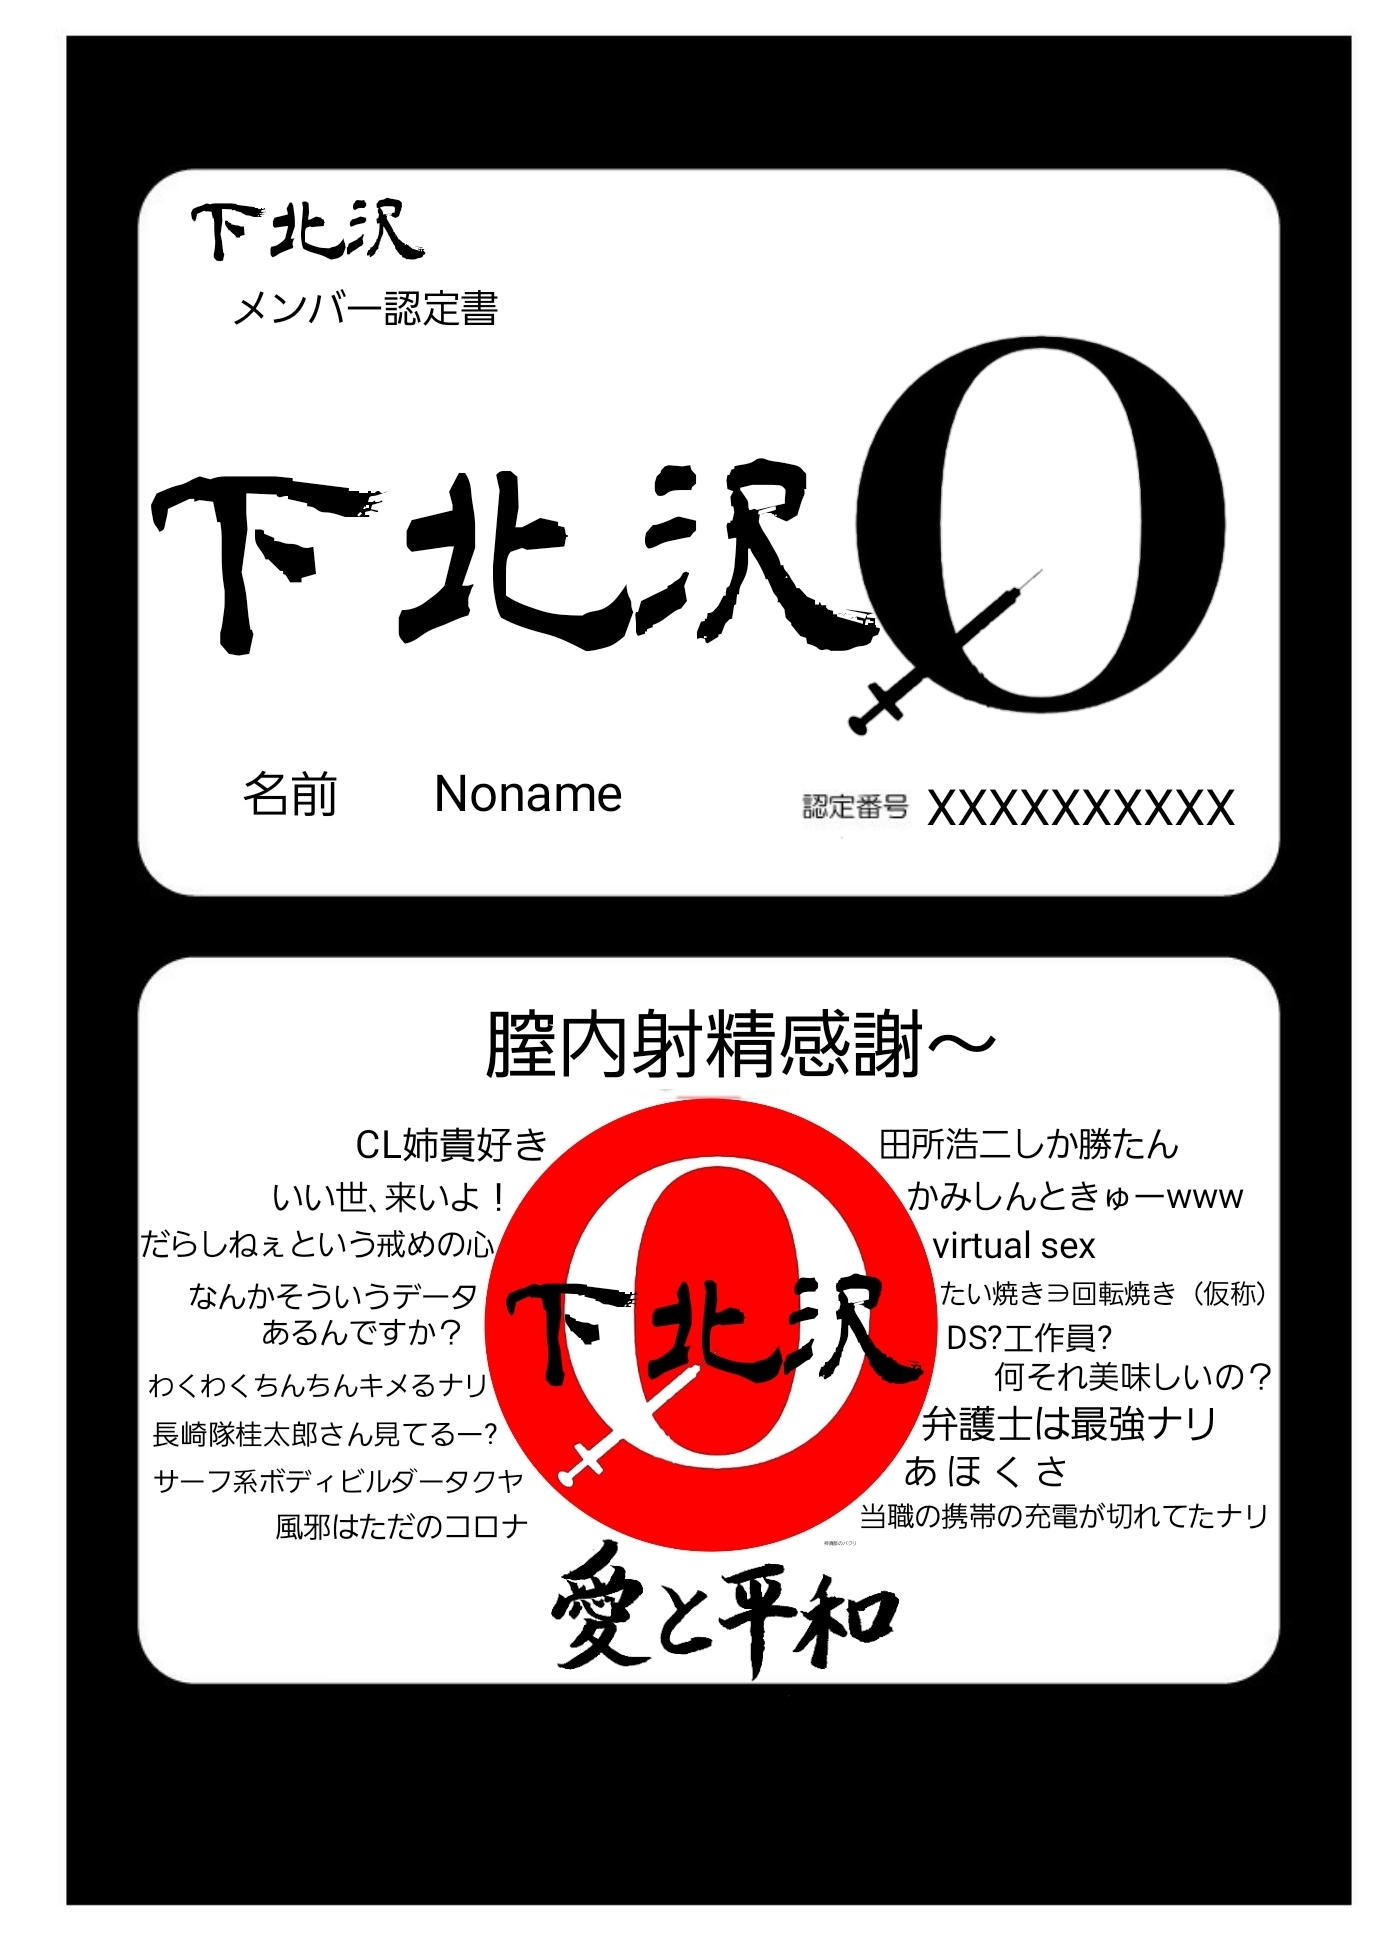 下北沢
メンバー認定書
下北沢Q
名前 Noname
認定番号 XXXXXXXXXX
膣内射精感謝〜
CL姉貴好き
いい世、来いよ！
だらしねぇという戒めの心
なんかそういうデータ
あるんですか？
わくわくちんちんキメるナリ
長崎隊桂太郎さん見てるー?
サーフ系ボディビルダータクヤ
風邪はただのコロナ
下北沢
田所浩二しか勝たん
かみしんときゅーwww
virtual sex
たい焼き∋回転焼き（仮称）
DS?工作員?
何それ美味しいの？
弁護士は最強ナリ
あ ほ く さ
当職の携帯の充電が切れてたナリ
愛と平和